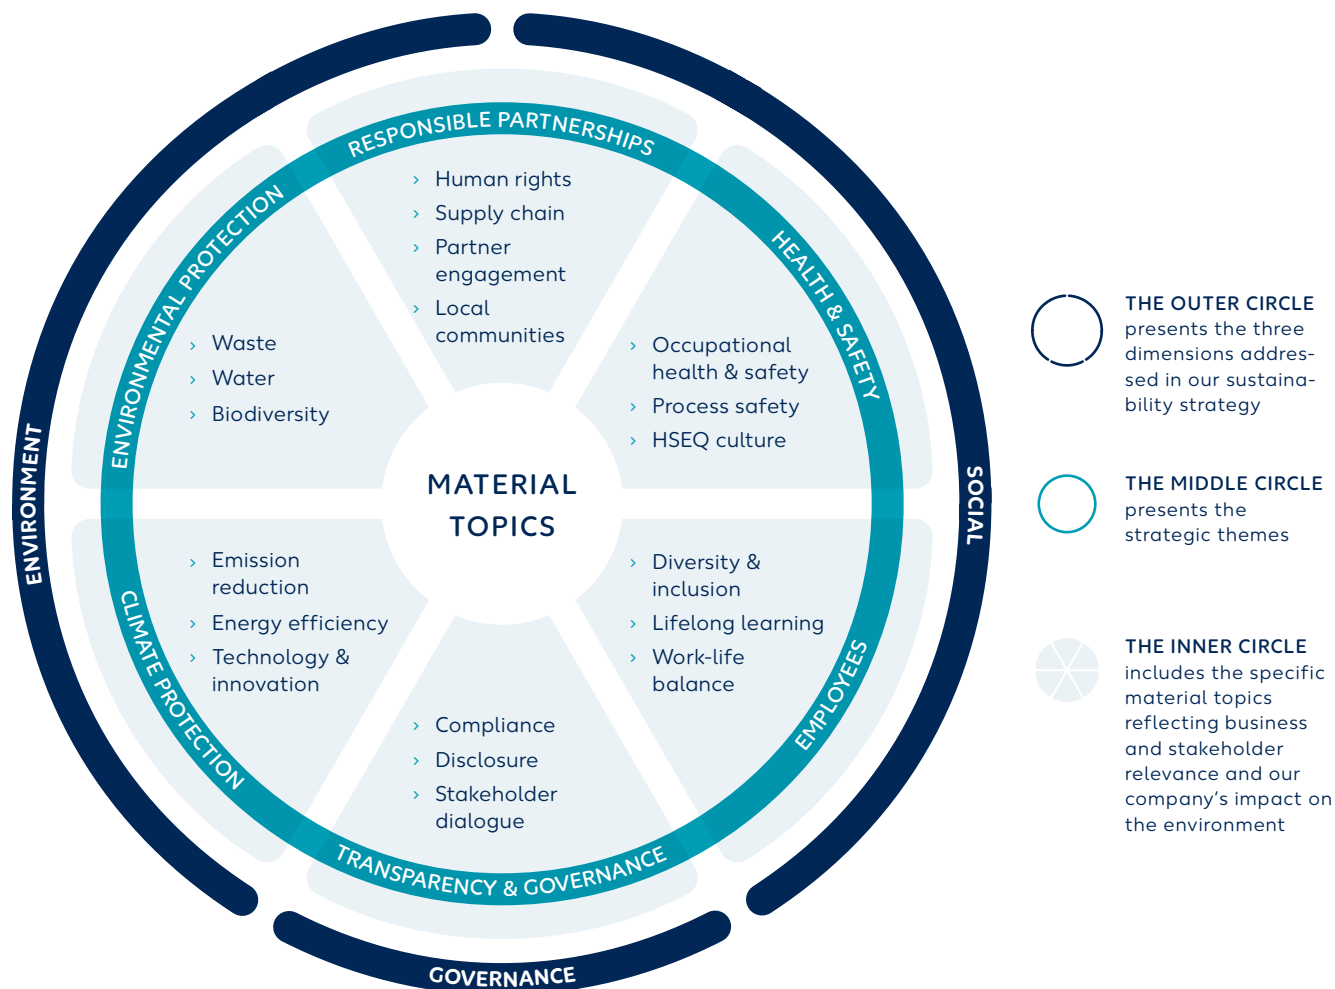 RESPONSIBLE PARTNERSHIPS
› Human rights
› Supply chain
› Partner
engagement
› Local
communities
HEALTH & SAFETY
› Occupational
health & safety
› Process safety
› HSEQ culture
ENVIRONMENTAL PROTECTION
› Waste
› Water
› Biodiversity
MATERIAL
TOPICS
ENVIRONMENT
SOCIAL
CLIMATE PROTECTION
› Emission
reduction
› Energy efficiency
› Technology &
innovation
EMPLOYEES
› Diversity &
inclusion
› Lifelong learning
› Work-life
balance
› Compliance
› Disclosure
› Stakeholder
dialogue
TRANSPARENCY & GOVERNANCE
GOVERNANCE
THE OUTER CIRCLE
presents the three
dimensions addres-
sed in our sustaina-
bility strategy
THE MIDDLE CIRCLE
presents the
strategic themes
THE INNER CIRCLE
includes the specific
material topics
reflecting business
and stakeholder
relevance and our
company’s impact on
the environment